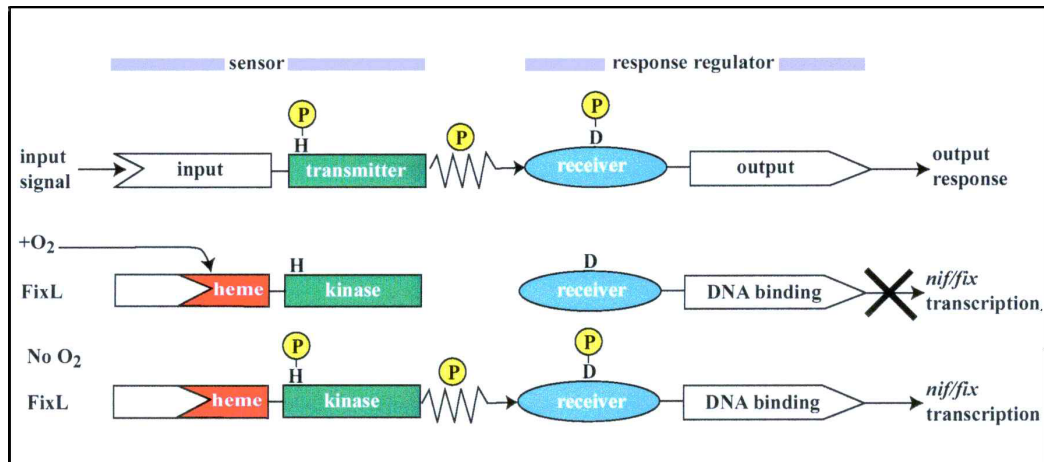 sensor
response regulator
P
P
H
P
D
input
signal
input
transmitter
receiver
output
output
response
+O2
FixL
heme
H
kinase
D
receiver
DNA binding
nif/fix
transcription.
No O2
FixL
P
H
heme
kinase
P
P
D
receiver
DNA binding
nif/fix
transcription